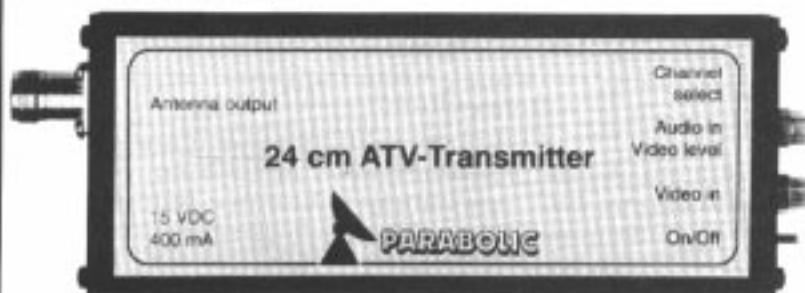 Antenna output
Channel
select
24 cm ATV-Transmitter
Audio in
Video level
Video in
15 VDC
400 mA
PARABOLIC
On/Off